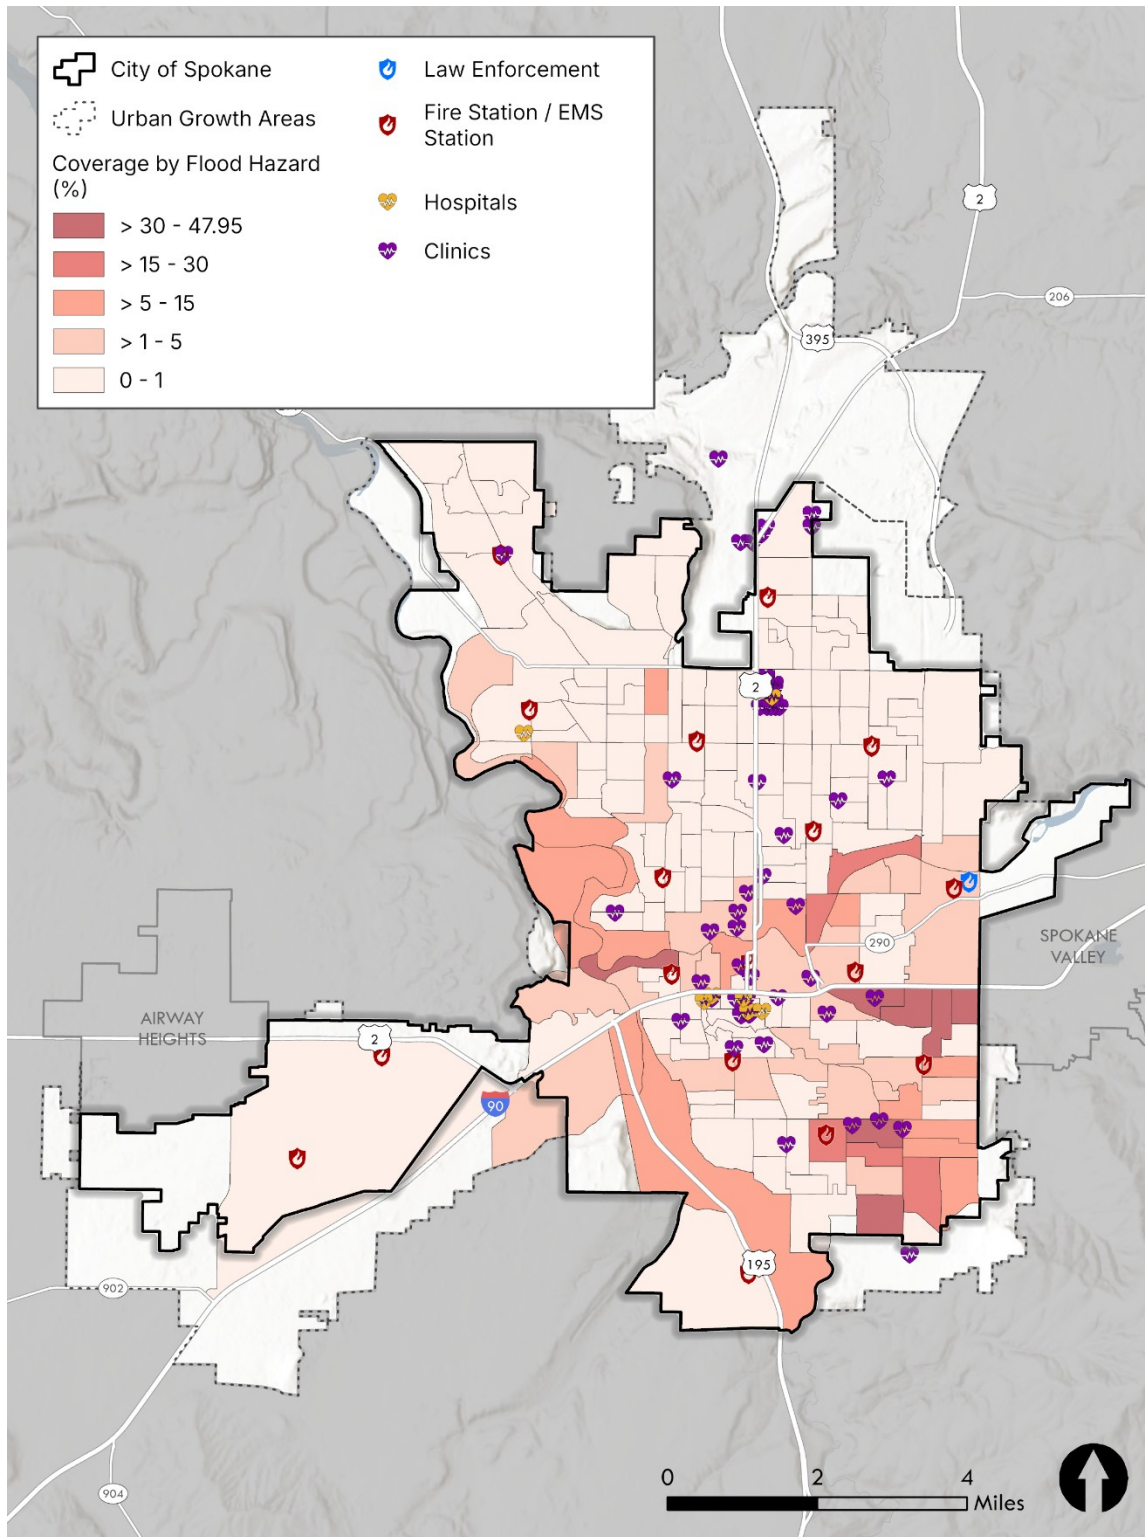 City of Spokane
Urban Growth Areas
Coverage by Flood Hazard
(%)
> 30 - 47.95
> 15 - 30
> 5 - 15
> 1 - 5
0 - 1
Law Enforcement
Fire Station / EMS
Station
Hospitals
Clinics
2
206
395
2
290
SPOKANE
VALLEY
AIRWAY
HEIGHTS
2
90
195
902
904
0 2 4
Miles